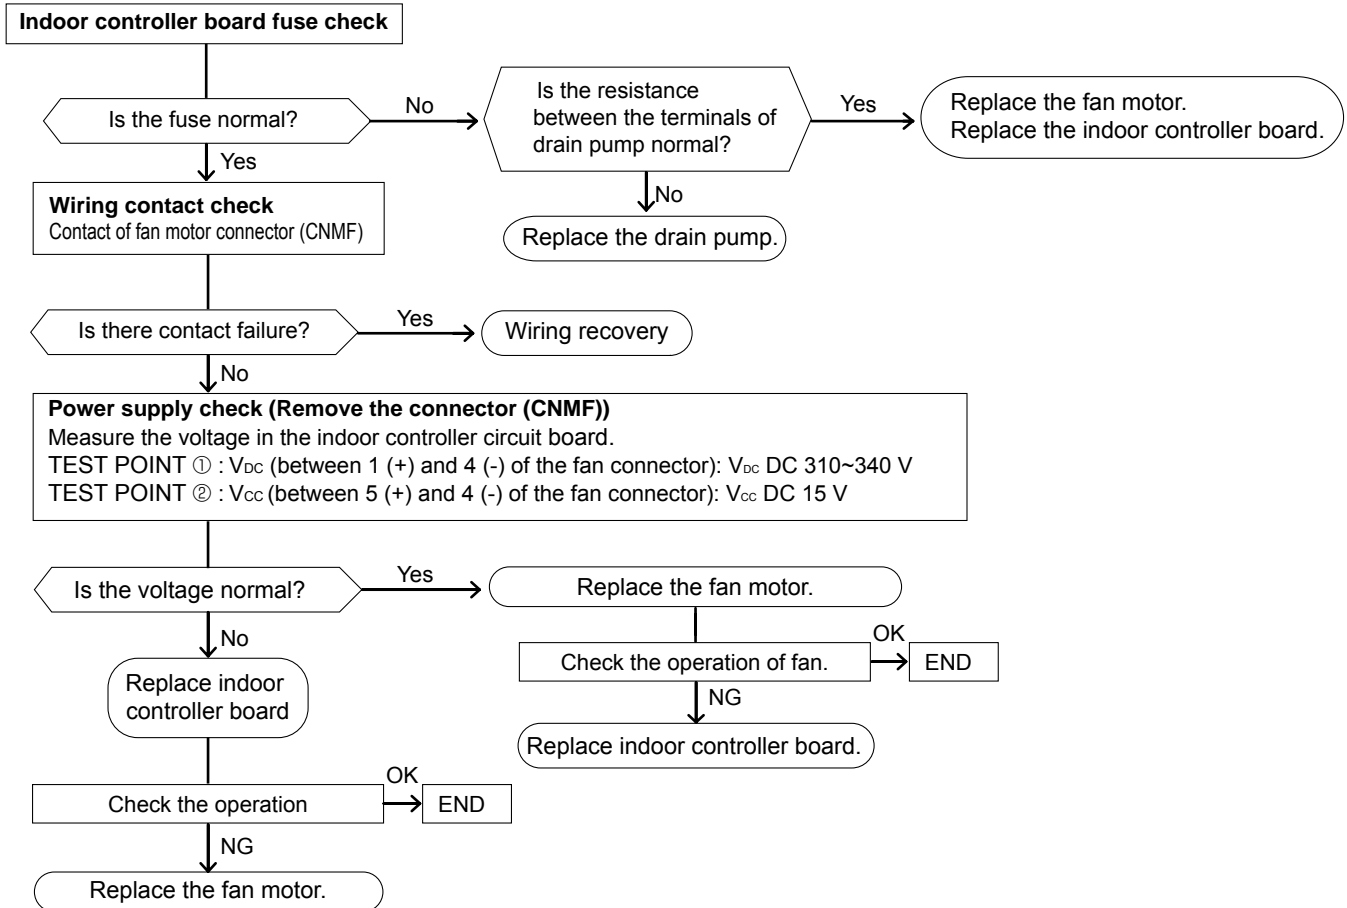 Indoor controller board fuse check
Is the fuse normal?
No
Is the resistance
between the terminals of
drain pump normal?
Yes
Replace the fan motor.
Replace the indoor controller board.
Yes
No
Replace the drain pump.
Wiring contact check
Contact of fan motor connector (CNMF)
Is there contact failure?
Yes
Wiring recovery
No
Power supply check (Remove the connector (CNMF))
Measure the voltage in the indoor controller circuit board.
TEST POINT ① : VDC (between 1 (+) and 4 (-) of the fan connector): VDC DC 310~340 V
TEST POINT ② : VCC (between 5 (+) and 4 (-) of the fan connector): VCC DC 15 V
Is the voltage normal?
Yes
Replace the fan motor.
No
Check the operation of fan.
OK
END
NG
Replace indoor controller board.
Replace indoor
controller board
Check the operation
OK
END
NG
Replace the fan motor.